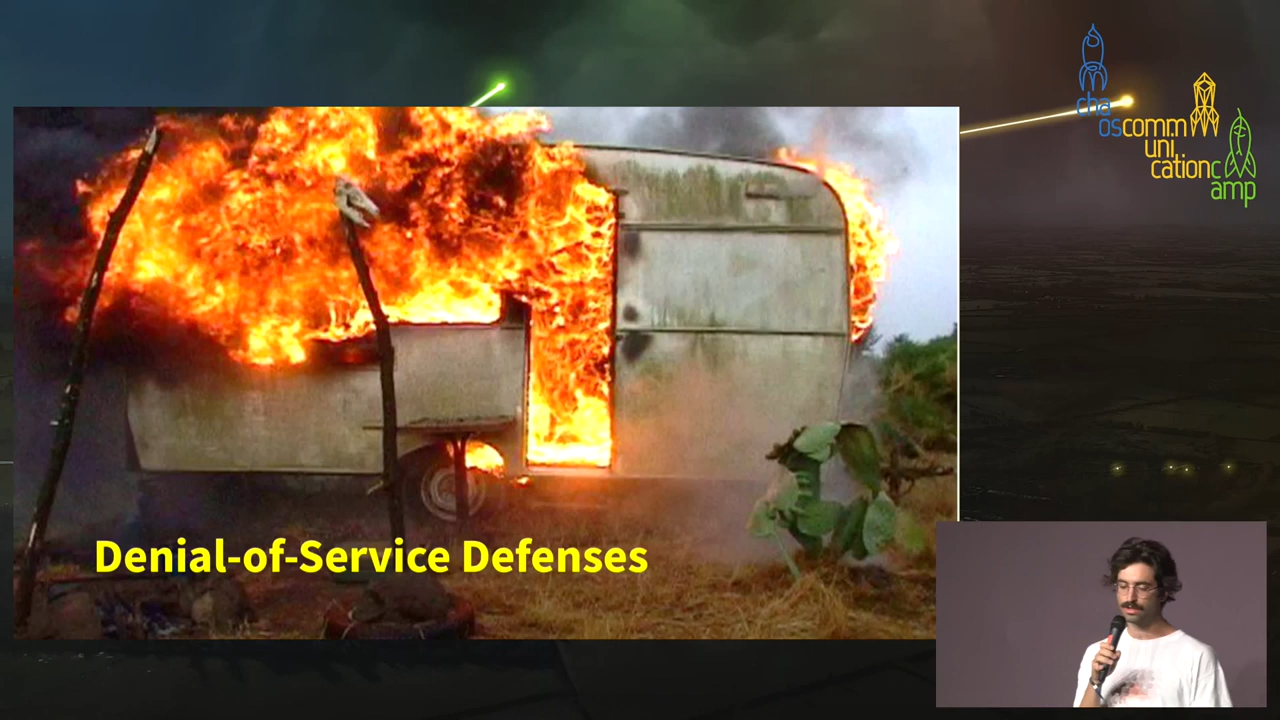 cha
oscomm
uni
cationc
amp
Denial-of-Service Defenses